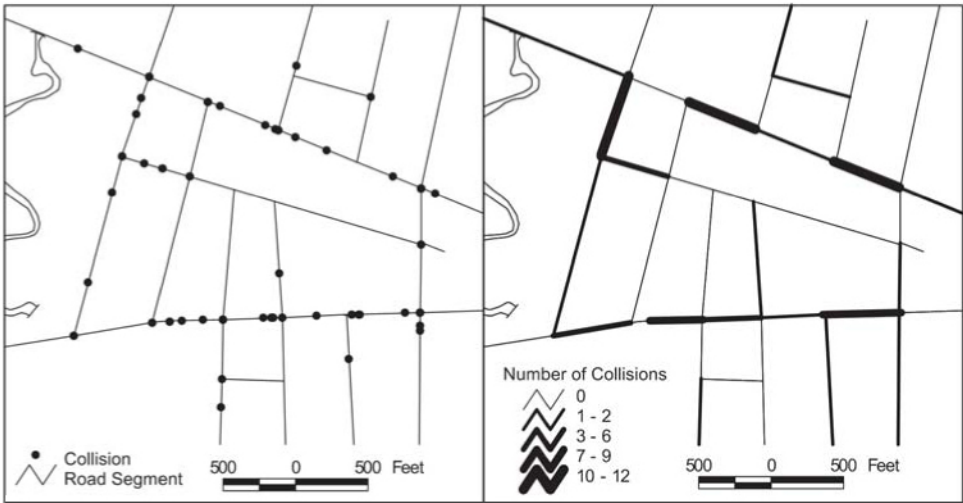 Collision
Road Segment
500 0 500 Feet
Number of Collisions
0
1 - 2
3 - 6
7 - 9
10 - 12
500 0 500 Feet